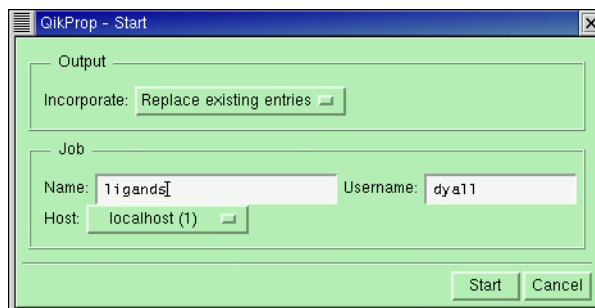 QikProp - Start
Output
Incorporate: Replace existing entries
Job
Name: ligands Username: dyall
Host: localhost (1)
Start Cancel